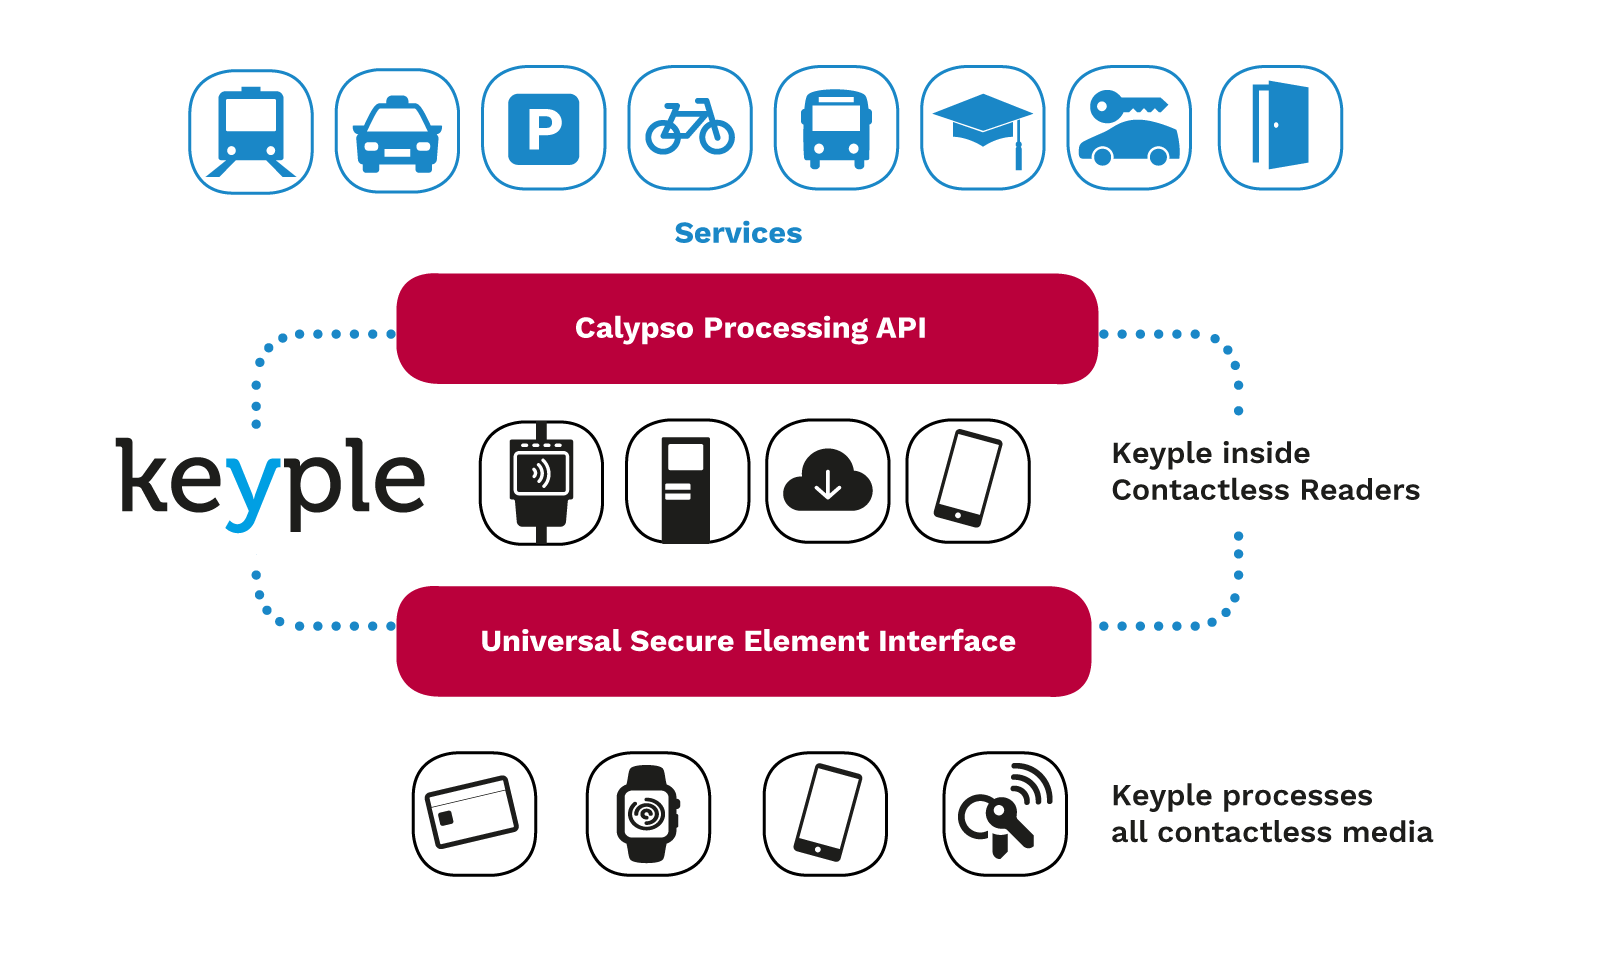 P
Services
Calypso Processing API
keyple
Keyple inside
Contactless Readers
Universal Secure Element Interface
Keyple processes
all contactless media